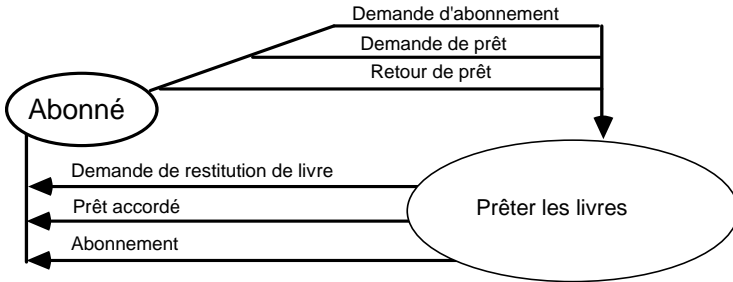 Demande d'abonnement
Demande de prêt
Retour de prêt
Abonné
Demande de restitution de livre
Prêt accordé
Prêter les livres
Abonnement